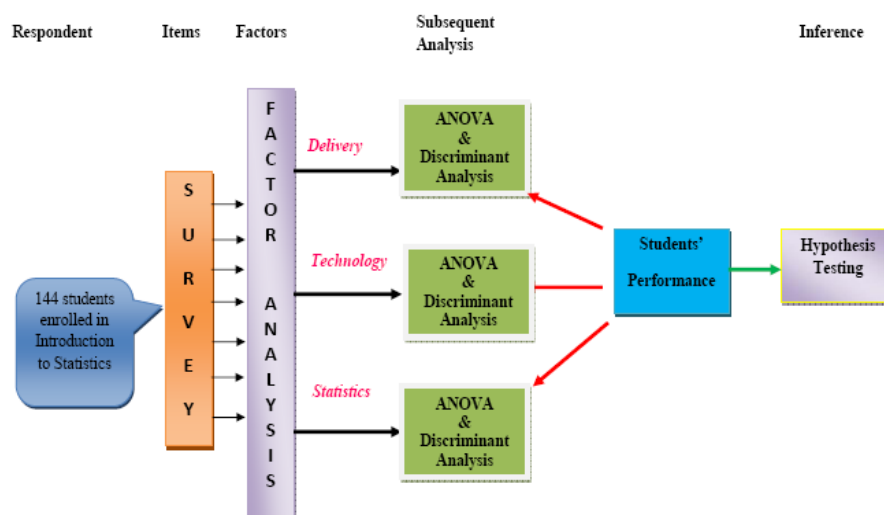 Respondent
Items
Factors
Subsequent
Analysis
Inference
144 students
enrolled in
Introduction
to Statistics
S
U
R
V
E
Y
F
A
C
T
O
R
A
N
A
L
Y
S
I
S
Delivery
Technology
Statistics
ANOVA
&
Discriminant
Analysis
ANOVA
&
Discriminant
Analysis
ANOVA
&
Discriminant
Analysis
Students’
Performance
Hypothesis
Testing